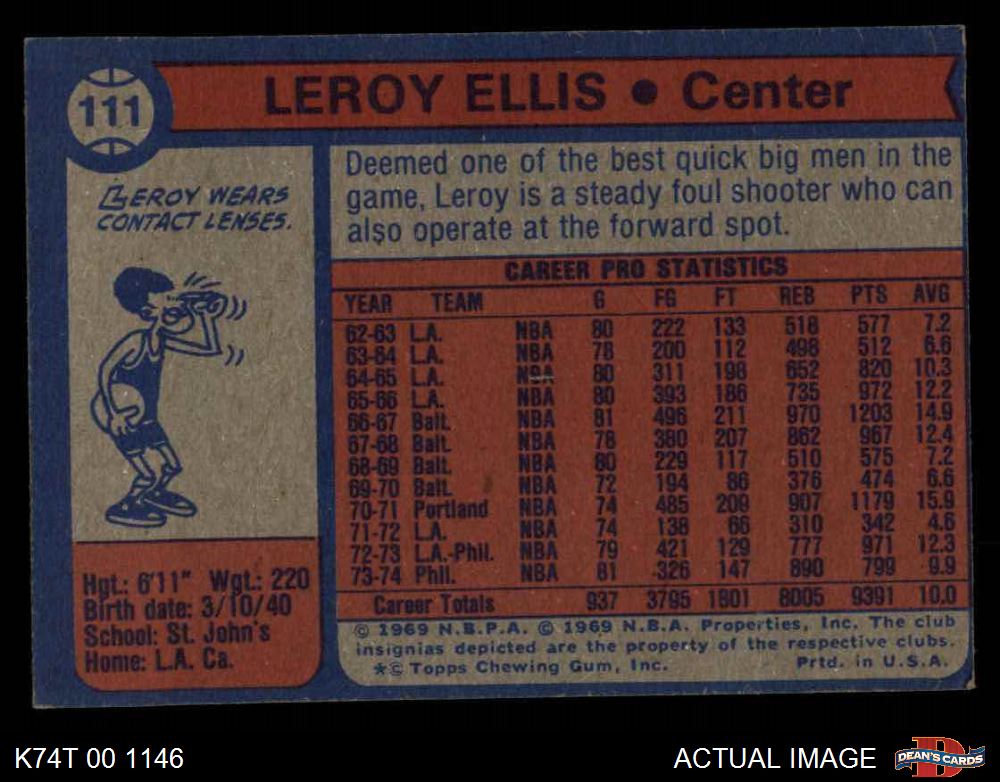 111
LEROY ELLIS • Center
LEROY WEARS
CONTACT LENSES.
Hgt.: 6'11" Wgt.: 220
Birth date: 3/10/40
School: St. John's
Home: L.A. Ca.
Deemed one of the best quick big men in the
game, Leroy is a steady foul shooter who can
also operate at the forward spot.
CAREER PRO STATISTICS
YEAR TEAM G FG FT REB PTS AVG
62-63 L.A. NBA 80 222 133 518 577 7.2
63-64 L.A. NBA 78 200 112 498 512 6.6
64-65 L.A. NBA 80 311 198 652 820 10.3
65-66 L.A. NBA 80 393 186 735 972 12.2
66-67 Balt. NBA 81 496 211 970 1203 14.9
67-68 Balt. NBA 78 380 207 862 967 12.4
68-69 Balt. NBA 80 229 117 510 575 7.2
69-70 Balt. NBA 72 194 86 376 474 6.6
70-71 Portland NBA 74 485 209 907 1179 15.9
71-72 L.A. NBA 74 138 66 310 342 4.6
72-73 L.A.-Phil. NBA 79 421 129 777 971 12.3
73-74 Phil. NBA 81 326 147 890 799 9.9
Career Totals 937 3795 1801 8005 9391 10.0
© 1969 N.B.P.A. © 1969 N.B.A. Properties, Inc. The club
insignias depicted are the property of the respective clubs.
*© Topps Chewing Gum, Inc. Prtd. in U.S.A.
K74T 00 1146
ACTUAL IMAGE
D
DEAN'S CARDS